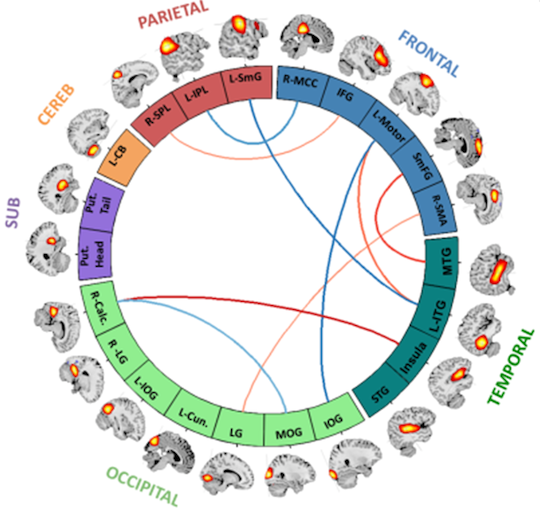 PARIETAL
FRONTAL
CEREB
SUB
TEMPORAL
OCCIPITAL
R-SPL
L-IPL
L-SmG
R-MCC
IFG
L-Motor
SmFG
R-SMA
MTG
L-ITG
Insula
STG
IOG
MOG
LG
L-Cun.
L-IOG
R-LG
R-Calc.
Put.
Head
Put.
Tail
L-CB